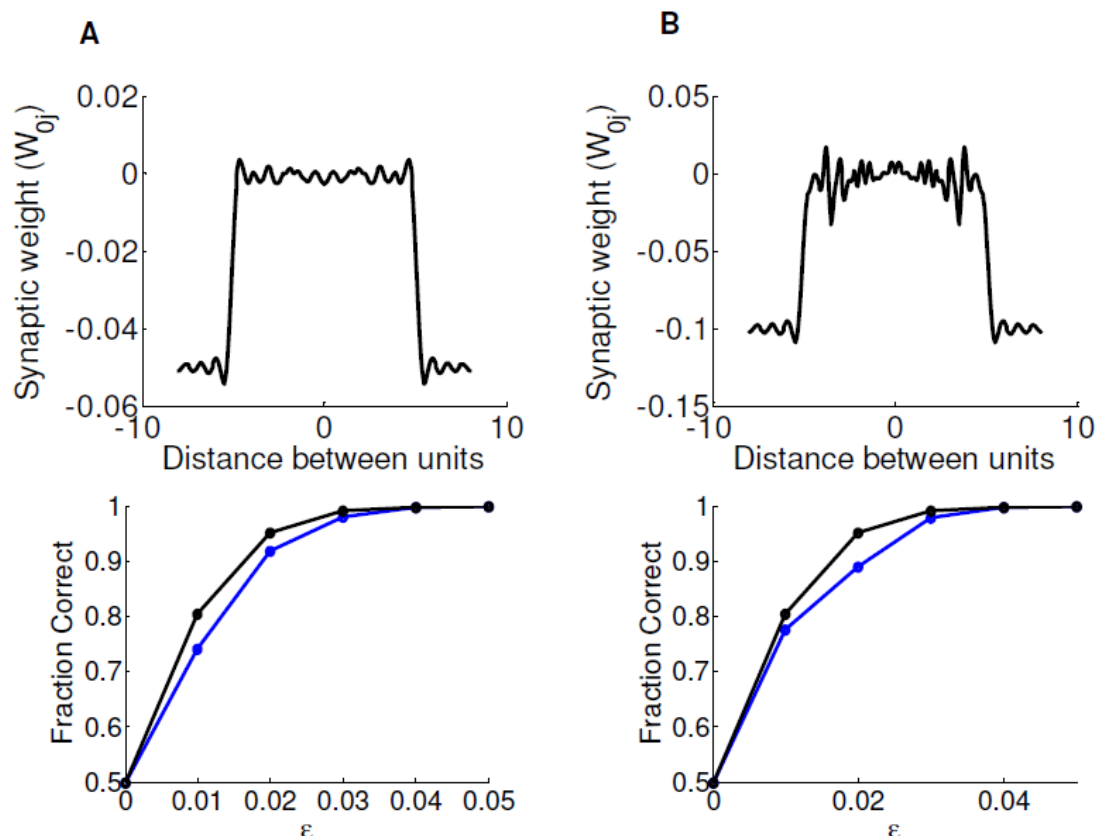 A
Synaptic weight (W0j)
0.02
0
-0.02
-0.04
-0.06
-10
0
10
Distance between units
B
Synaptic weight (W0j)
0.05
0
-0.05
-0.1
-0.15
-10
0
10
Distance between units
Fraction Correct
1
0.9
0.8
0.7
0.6
0.5
0 0.01 0.02 0.03 0.04 0.05
ε
Fraction Correct
1
0.9
0.8
0.7
0.6
0.5
0 0.02 0.04
ε